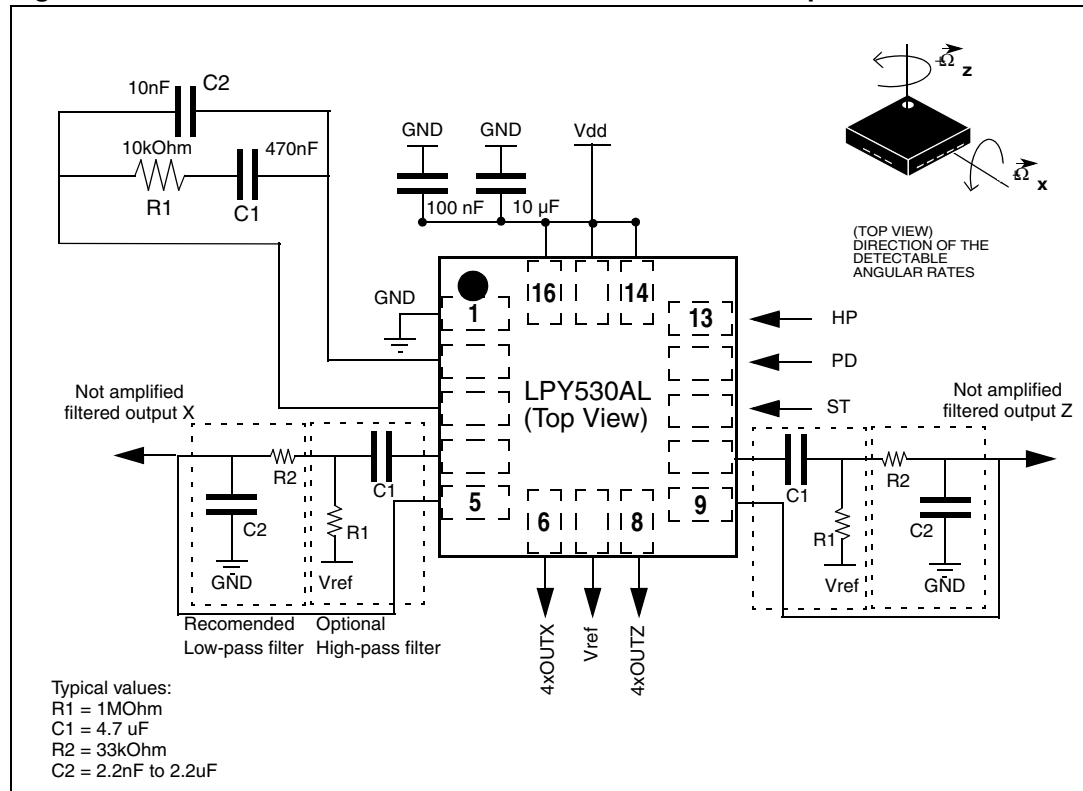 10nF
C2
10kOhm
470nF
R1
C1
GND
GND
Vdd
100 nF
10 µF
Ω z
Ω x
(TOP VIEW)
DIRECTION OF THE
DETECTABLE
ANGULAR RATES
GND
1
16
14
13
HP
PD
ST
LPY530AL
(Top View)
Not amplified
filtered output X
Not amplified
filtered output Z
R2
C1
C2
R1
GND
Vref
5
6
8
9
C1
R2
R1
C2
Vref
GND
Recomended
Low-pass filter
Optional
High-pass filter
4xOUTX
Vref
4xOUTZ
Typical values:
R1 = 1MOhm
C1 = 4.7 uF
R2 = 33kOhm
C2 = 2.2nF to 2.2uF